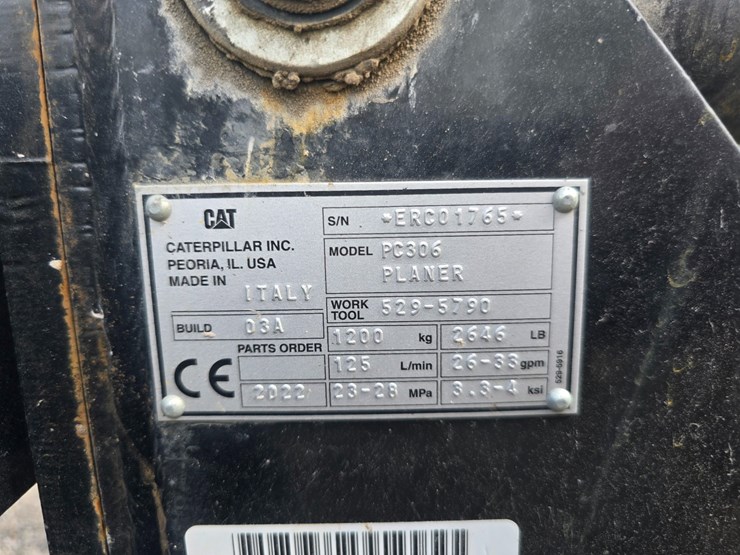 CAT
CATERPILLAR INC.
PEORIA, IL. USA
MADE IN ITALY
BUILD D3A
PARTS ORDER
CE
2022
S/N *ERC01765*
MODEL PC306
PLANER
WORK TOOL 529-5790
1200 kg 2646 LB
125 L/min 26-33 gpm
23-28 MPa 3.3-4 ksi